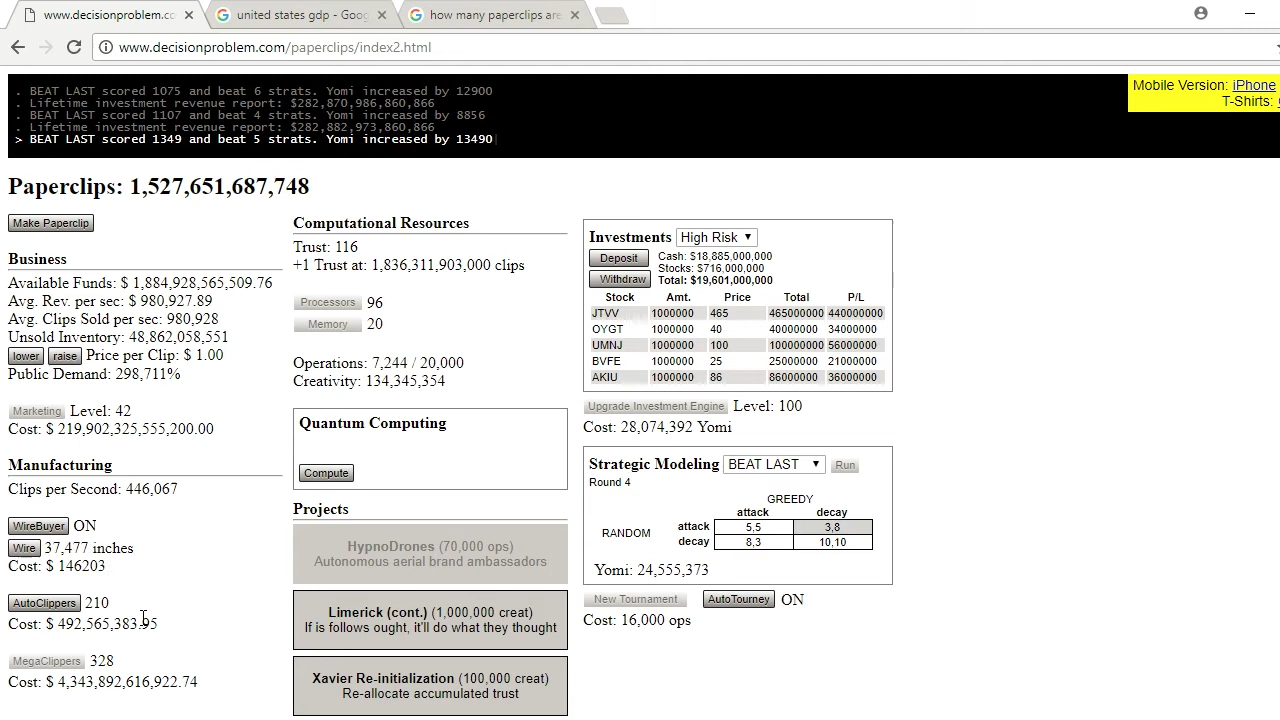 www.decisionproblem.co
united states gdp - Goog
how many paperclips are
www.decisionproblem.com/paperclips/index2.html
. BEAT LAST scored 1075 and beat 6 strats. Yomi increased by 12900
. Lifetime investment revenue report: $282,870,986,860,866
. BEAT LAST scored 1107 and beat 4 strats. Yomi increased by 8856
. Lifetime investment revenue report: $282,882,973,860,866
> BEAT LAST scored 1349 and beat 5 strats. Yomi increased by 13490
Mobile Version: iPhone
T-Shirts:
Paperclips: 1,527,651,687,748
Make Paperclip
Business
Available Funds: $ 1,884,928,565,509.76
Avg. Rev. per sec: $ 980,927.89
Avg. Clips Sold per sec: 980,928
Unsold Inventory: 48,862,058,551
lower raise Price per Clip: $ 1.00
Public Demand: 298,711%
Marketing Level: 42
Cost: $ 219,902,325,555,200.00
Manufacturing
Clips per Second: 446,067
WireBuyer ON
Wire 37,477 inches
Cost: $ 146203
AutoClippers 210
Cost: $ 492,565,383.95
MegaClippers 328
Cost: $ 4,343,892,616,922.74
Computational Resources
Trust: 116
+1 Trust at: 1,836,311,903,000 clips
Processors 96
Memory 20
Operations: 7,244 / 20,000
Creativity: 134,345,354
Quantum Computing
Compute
Projects
HypnoDrones (70,000 ops)
Autonomous aerial brand ambassadors
Limerick (cont.) (1,000,000 creat)
If is follows ought, it'll do what they thought
Xavier Re-initialization (100,000 creat)
Re-allocate accumulated trust
Investments High Risk
Deposit Cash: $18,885,000,000
Stocks: $716,000,000
Withdraw Total: $19,601,000,000
Stock Amt. Price Total P/L
JTVV 1000000 465 465000000 440000000
OYGT 1000000 40 40000000 34000000
UMNJ 1000000 100 100000000 56000000
BVFE 1000000 25 25000000 21000000
AKIU 1000000 86 86000000 36000000
Upgrade Investment Engine Level: 100
Cost: 28,074,392 Yomi
Strategic Modeling BEAT LAST Run
Round 4
GREEDY
attack decay
RANDOM attack 5,5 3,8
decay 8,3 10,10
Yomi: 24,555,373
New Tournament AutoTourney ON
Cost: 16,000 ops